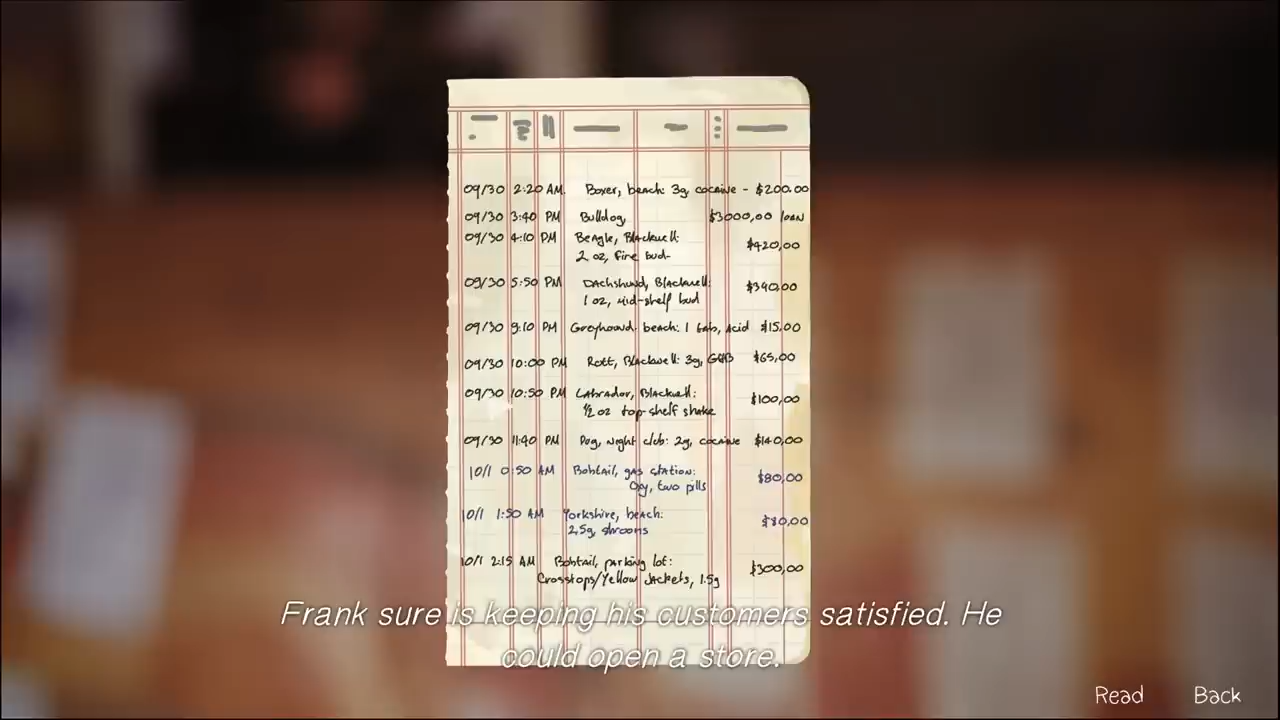 09/30 2:20 AM. Boxer, beach: 3g, cocaine - $200.00
09/30 3:40 PM Bulldog, $3000,00 loan
09/30 4:10 PM Beagle, Blackwell: $420,00
2 oz, fire bud-
09/30 5:50 PM Dachshund, Blackwell: $340,00
1 oz, mid-shelf bud
09/30 9:10 PM Greyhound- beach: 1 tab, acid $15.00
09/30 10:00 PM Rott, Blackwell: 3g, GHB $65,00
09/30 10:50 PM Labrador, Blackwell: $100,00
½ oz top-shelf shake
09/30 11:40 PM Pug, night club: 2g, cocaine $140,00
10/1 0:50 AM Bobtail, gas station: $80,00
Oxy, two pills
10/1 1:50 AM Yorkshire, beach:
2,5g, shrooms
10/1 2:15 AM Bobtail, parking lot: $300,00
Crosstops/Yellow Jackets, 1.5g
Frank sure is keeping his customers satisfied. He
could open a store.
Read Back